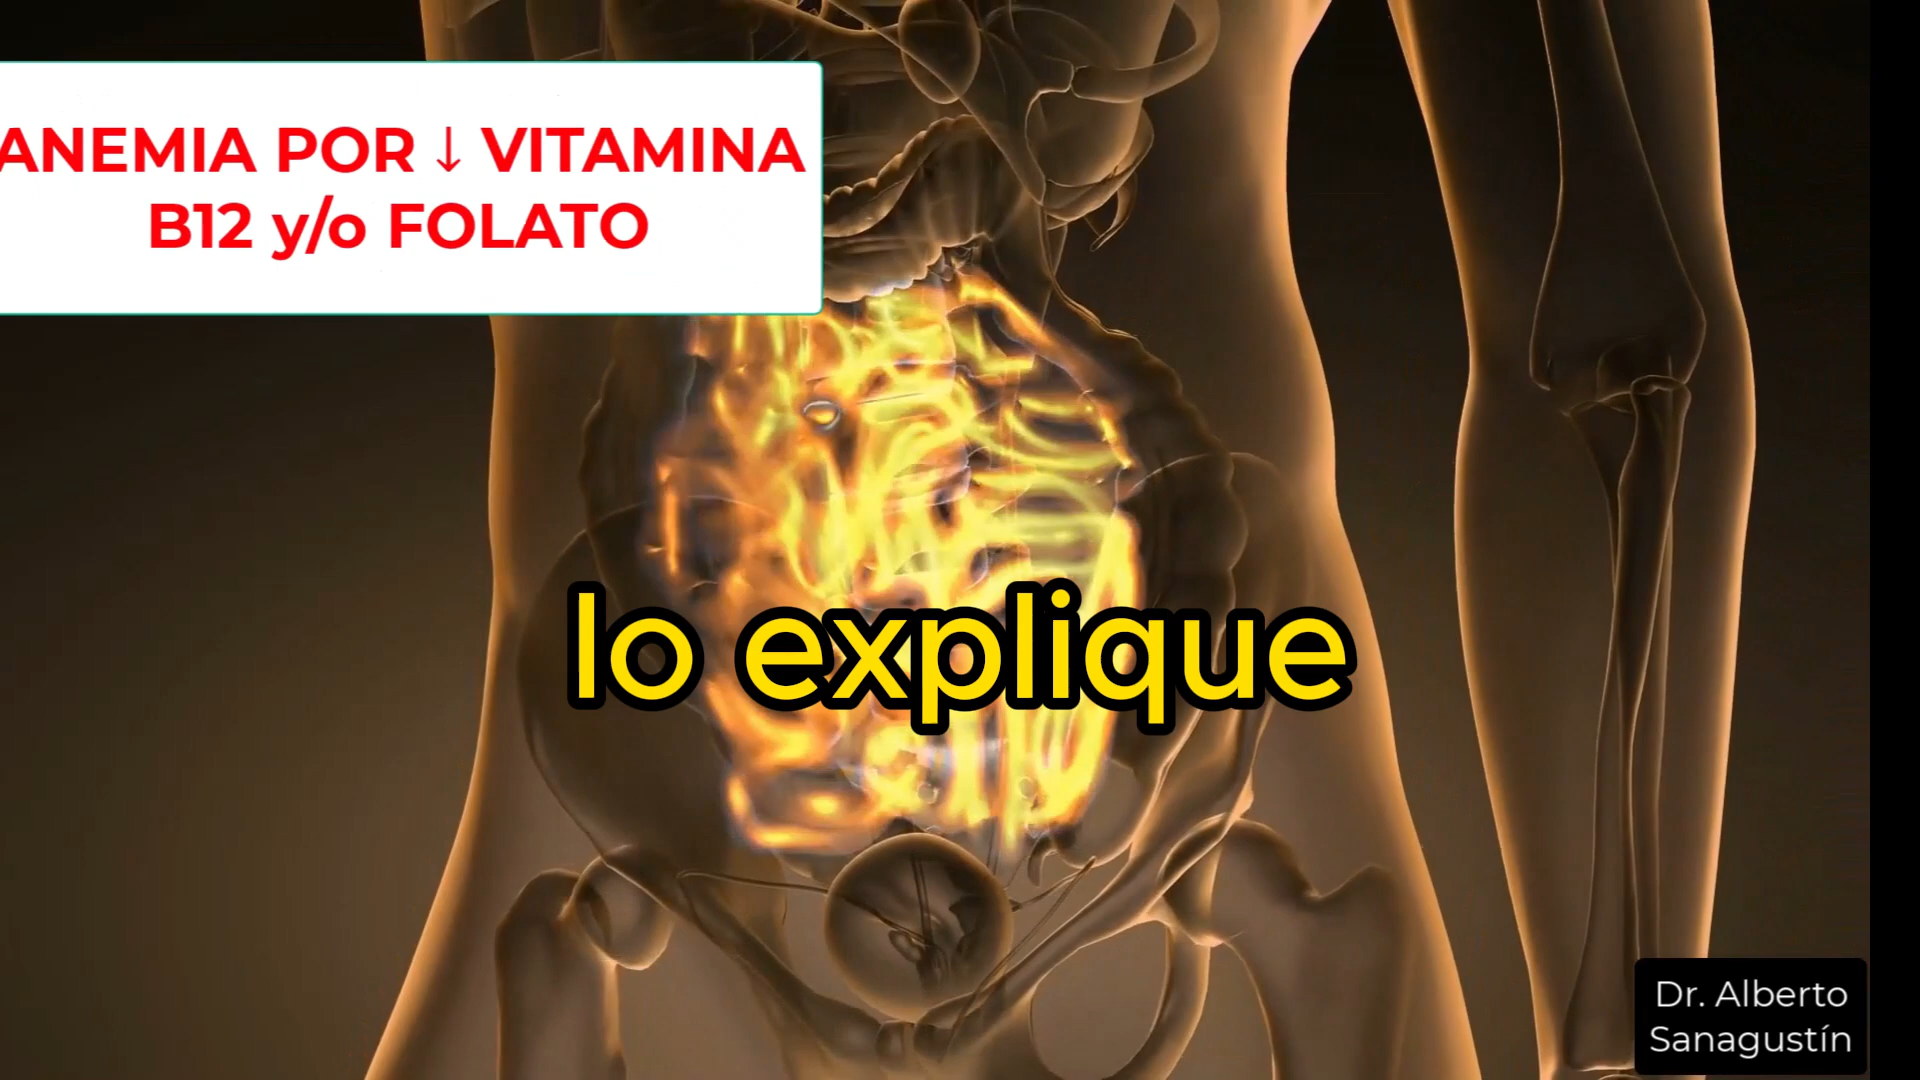 ANEMIA POR ↓ VITAMINA
B12 y/o FOLATO
lo explique
Dr. Alberto
Sanagustín